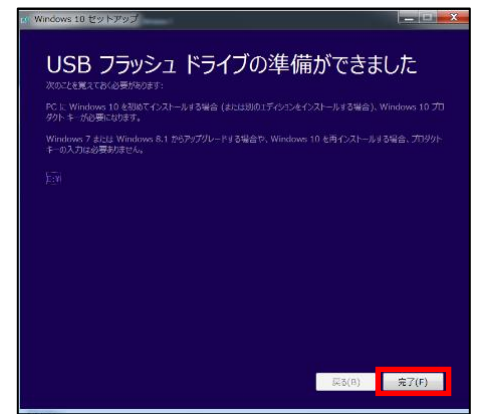 Windows 10 セットアップ
USB フラッシュ ドライブの準備ができました
次のことを覚えておく必要があります:
PC に Windows 10 を初めてインストールする場合 (または別のエディションをインストールする場合)、Windows 10 プロ
ダクト キーが必要になります。
Windows 7 または Windows 8.1 からアップグレードする場合や、Windows 10 を再インストールする場合、プロダクト
キーの入力は必要ありません。
戻る(B)
完了(F)